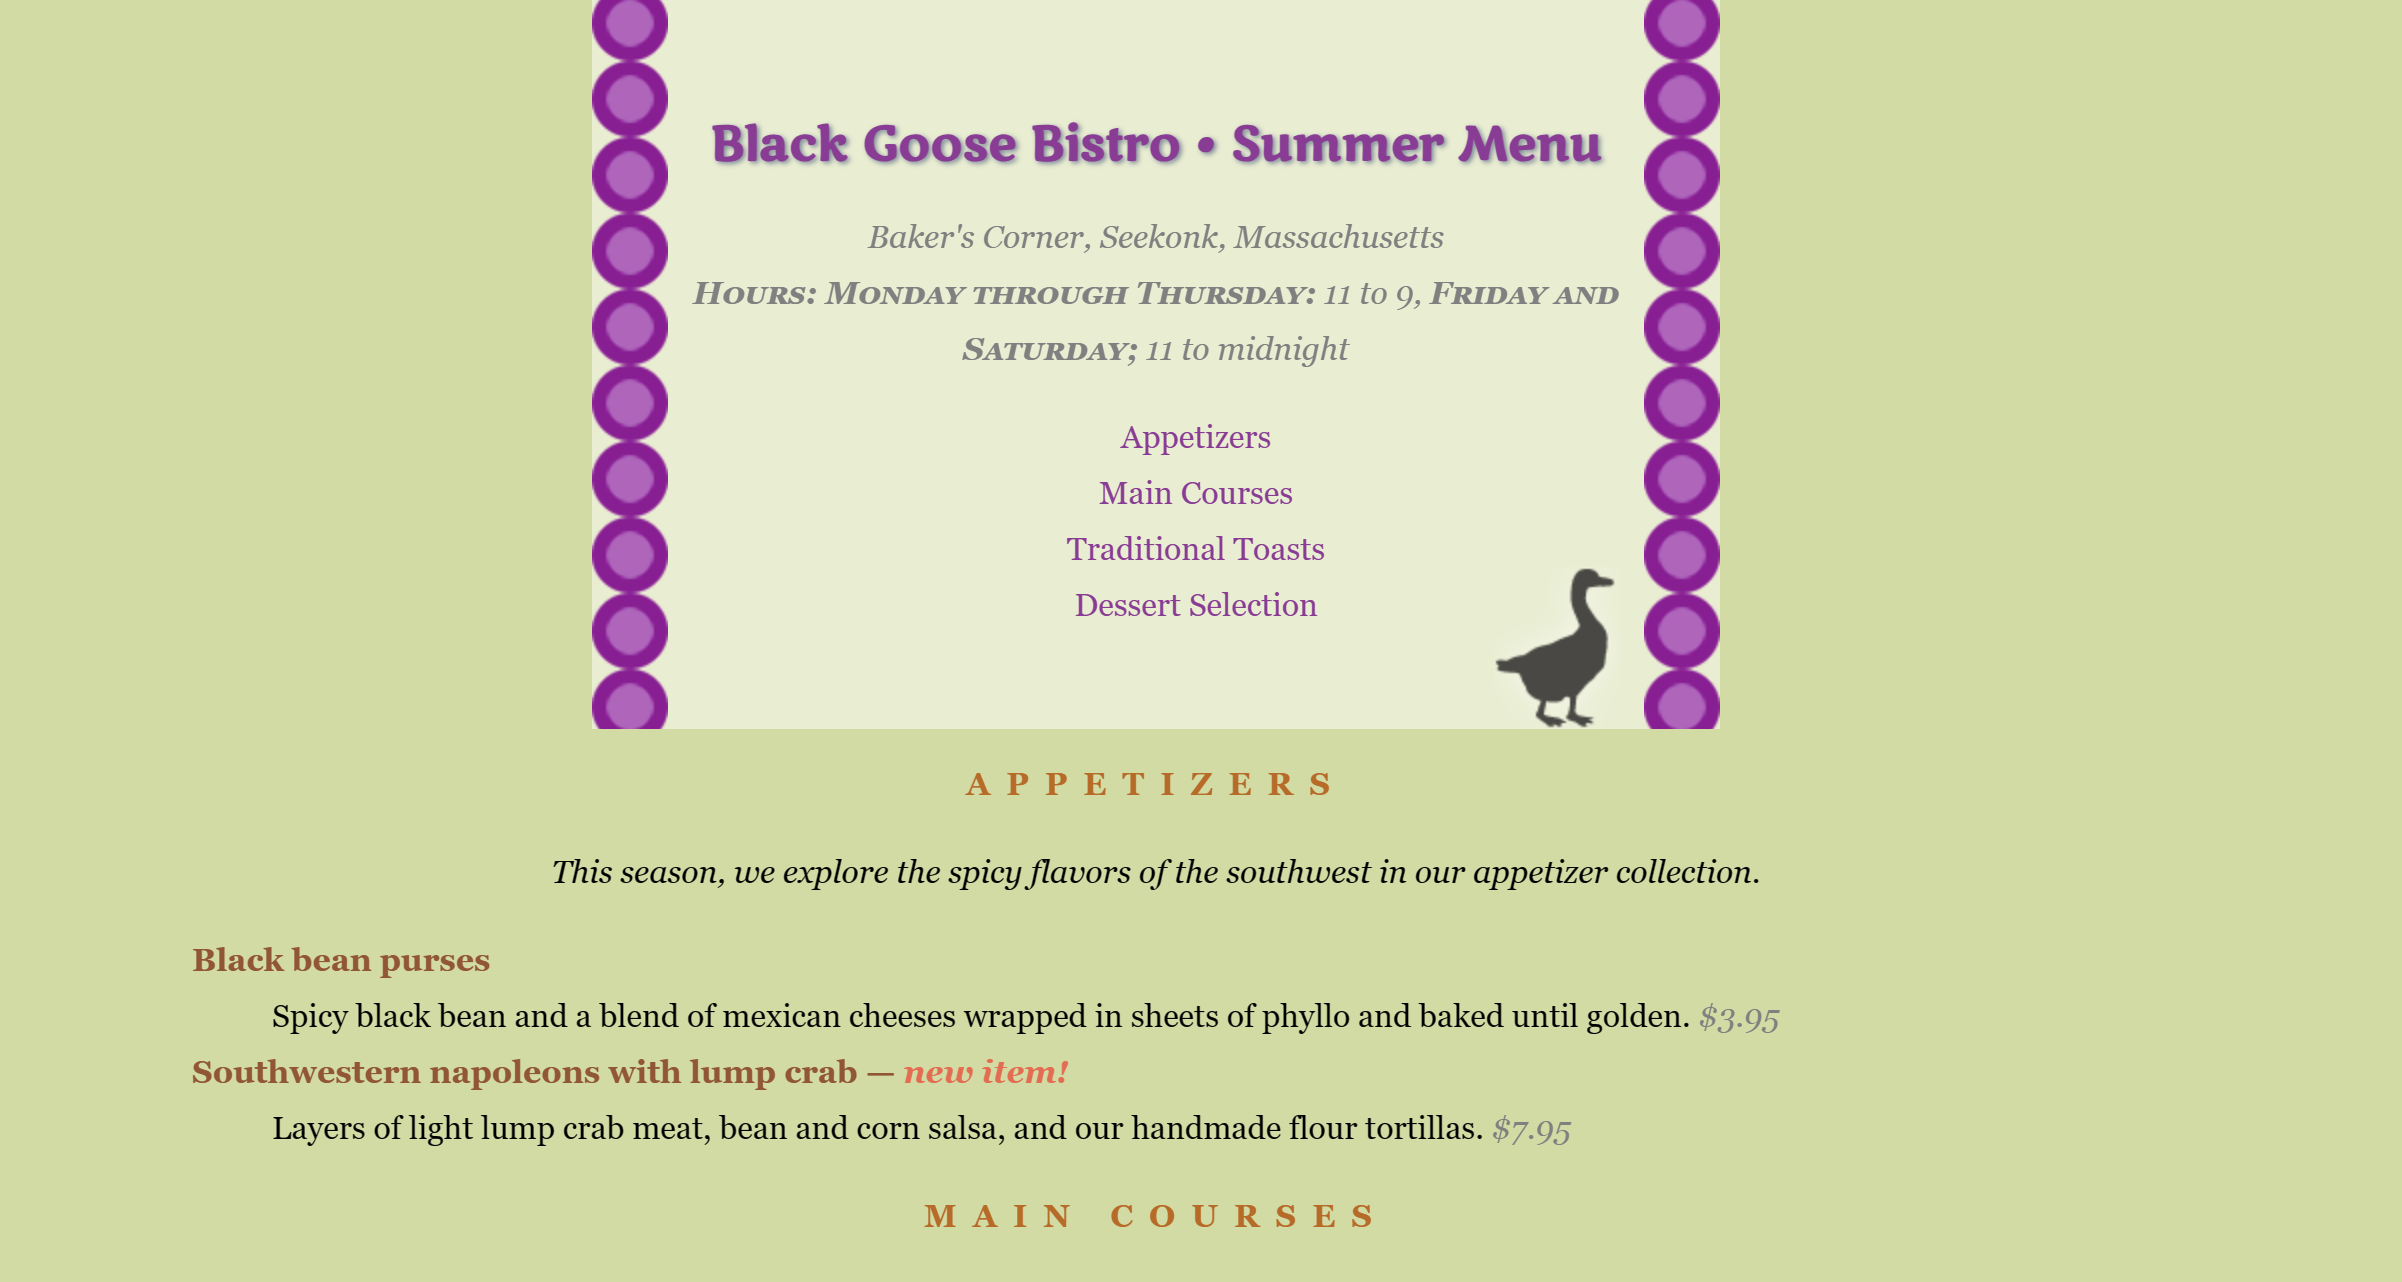 Black Goose Bistro • Summer Menu
Baker's Corner, Seekonk, Massachusetts
Hours: Monday through Thursday: 11 to 9, Friday and
Saturday; 11 to midnight
Appetizers
Main Courses
Traditional Toasts
Dessert Selection
APPETIZERS
This season, we explore the spicy flavors of the southwest in our appetizer collection.
Black bean purses
Spicy black bean and a blend of mexican cheeses wrapped in sheets of phyllo and baked until golden. $3.95
Southwestern napoleons with lump crab — new item!
Layers of light lump crab meat, bean and corn salsa, and our handmade flour tortillas. $7.95
MAIN COURSES